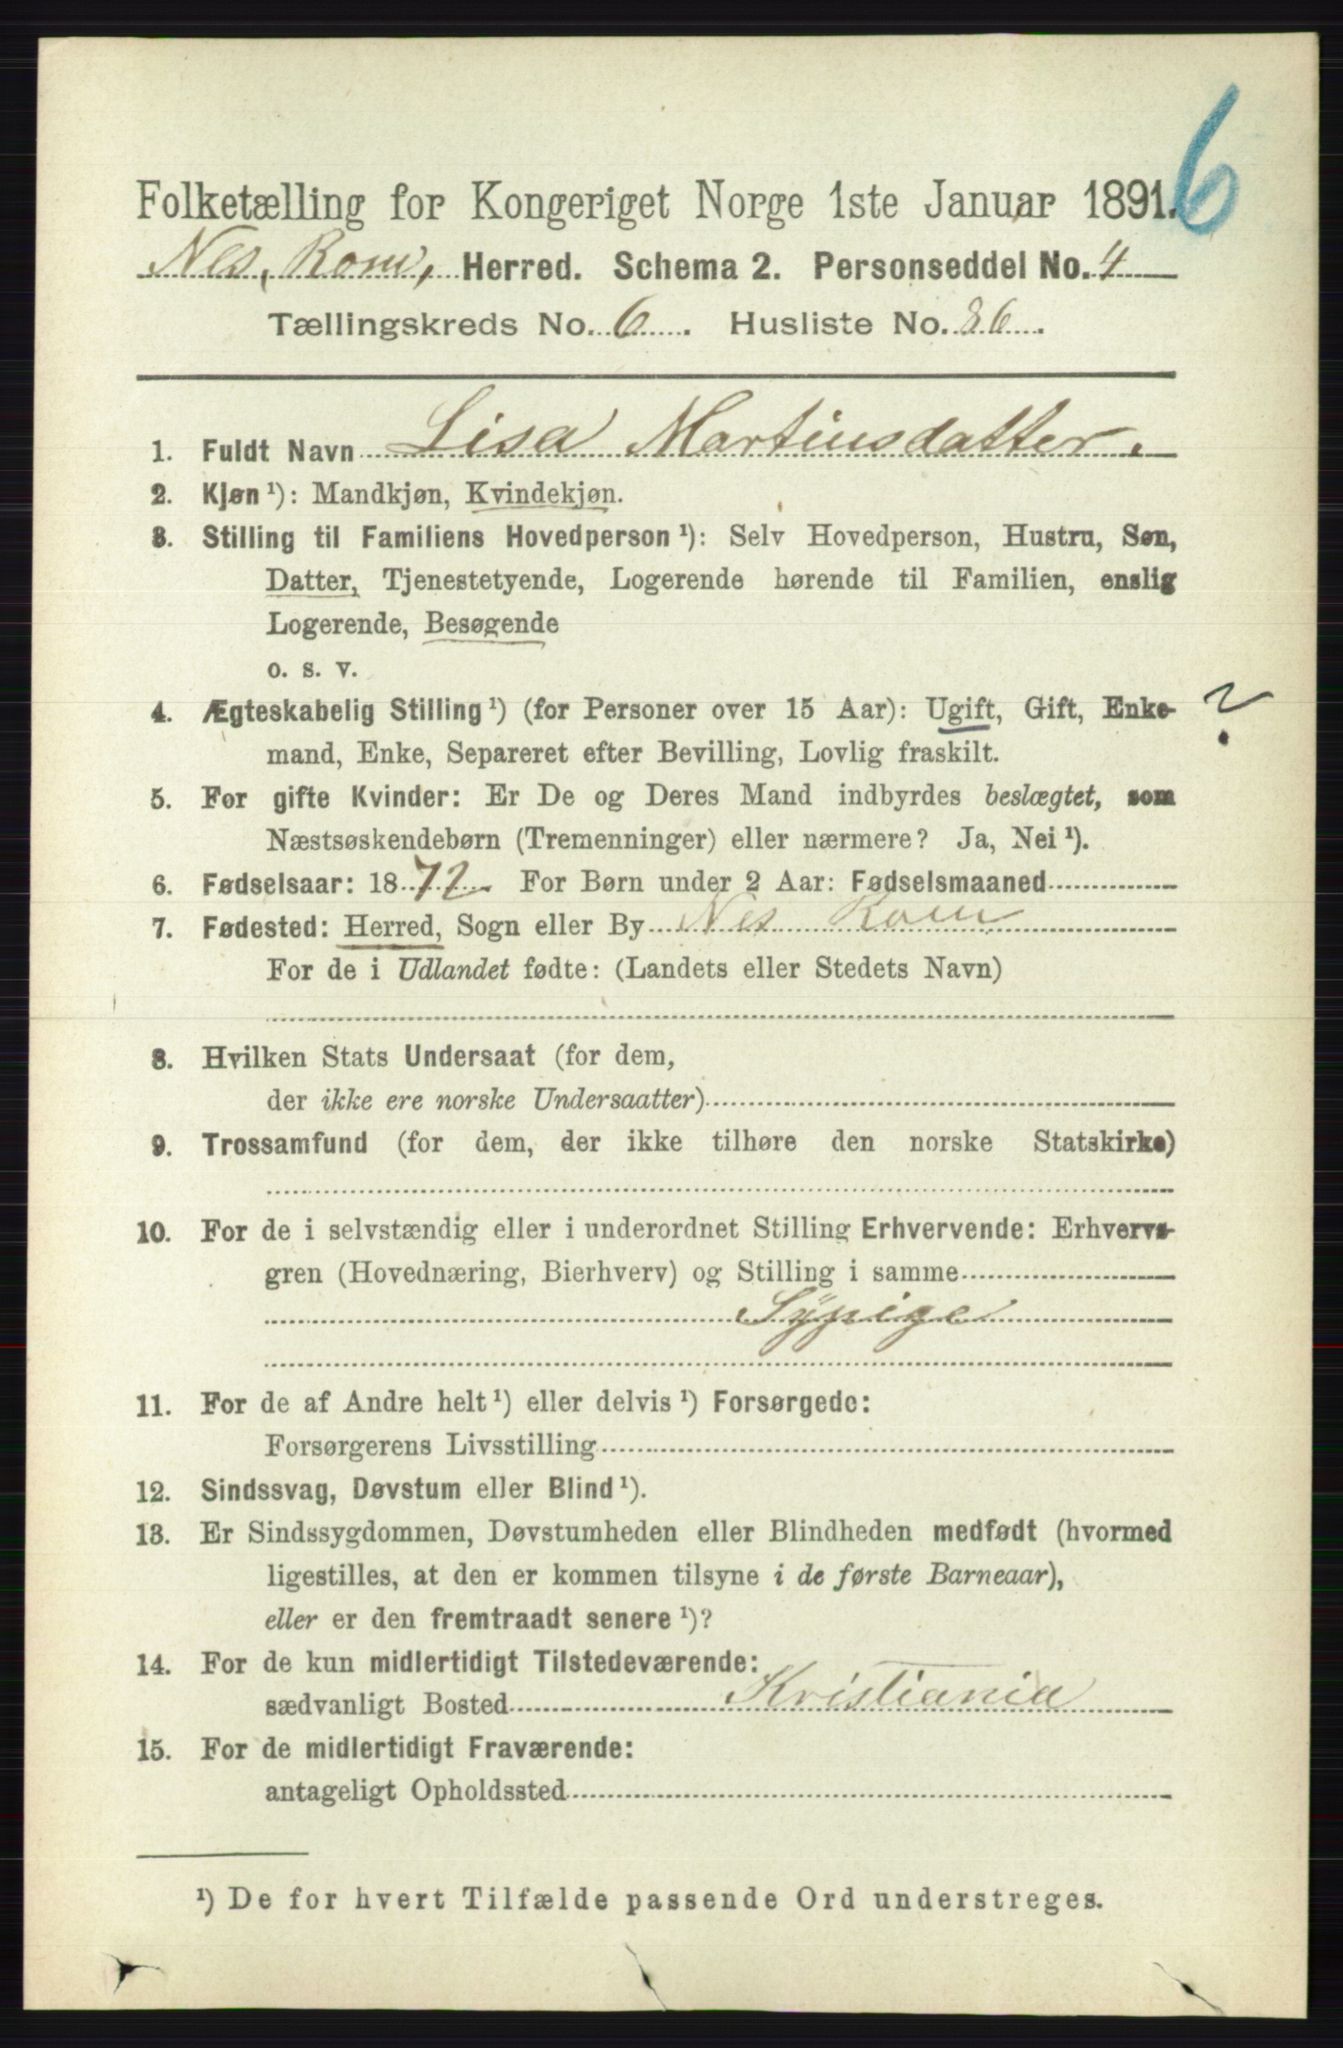 6
Folketælling for Kongeriget Norge 1ste Januar 1891.
Nes, Rom, Herred. Schema 2. Personseddel No. 4
Tællingskreds No. 6. Husliste No. 86.
1. Fuldt Navn Lisa Martinsdatter.
2. Kjøn ¹): Mandkjøn, Kvindekjøn.
3. Stilling til Familiens Hovedperson ¹): Selv Hovedperson, Hustru, Søn,
Datter, Tjenestetyende, Logerende hørende til Familien, enslig
Logerende, Besøgende
o. s. v.
4. Ægteskabelig Stilling ¹) (for Personer over 15 Aar): Ugift, Gift, Enke- ?
mand, Enke, Separeret efter Bevilling, Lovlig fraskilt.
5. For gifte Kvinder: Er De og Deres Mand indbyrdes beslægtet, som
Næstsøskendebørn (Tremenninger) eller nærmere? Ja, Nei ¹).
6. Fødselsaar: 1872. For Børn under 2 Aar: Fødselsmaaned
7. Fødested: Herred, Sogn eller By Nes Rom
For de i Udlandet fødte: (Landets eller Stedets Navn)
8. Hvilken Stats Undersaat (for dem,
der ikke ere norske Undersaatter)
9. Trossamfund (for dem, der ikke tilhøre den norske Statskirke)
10. For de i selvstændig eller i underordnet Stilling Erhvervende: Erhvervs-
gren (Hovednæring, Bierhverv) og Stilling i samme
Sypige
11. For de af Andre helt ¹) eller delvis ¹) Forsørgede:
Forsørgerens Livsstilling
12. Sindssvag, Døvstum eller Blind ¹).
13. Er Sindssygdommen, Døvstumheden eller Blindheden medfødt (hvormed
ligestilles, at den er kommen tilsyne i de første Barneaar),
eller er den fremtraadt senere ¹)?
14. For de kun midlertidigt Tilstedeværende:
sædvanligt Bosted Kristiania
15. For de midlertidigt Fraværende:
antageligt Opholdssted
¹) De for hvert Tilfælde passende Ord understreges.